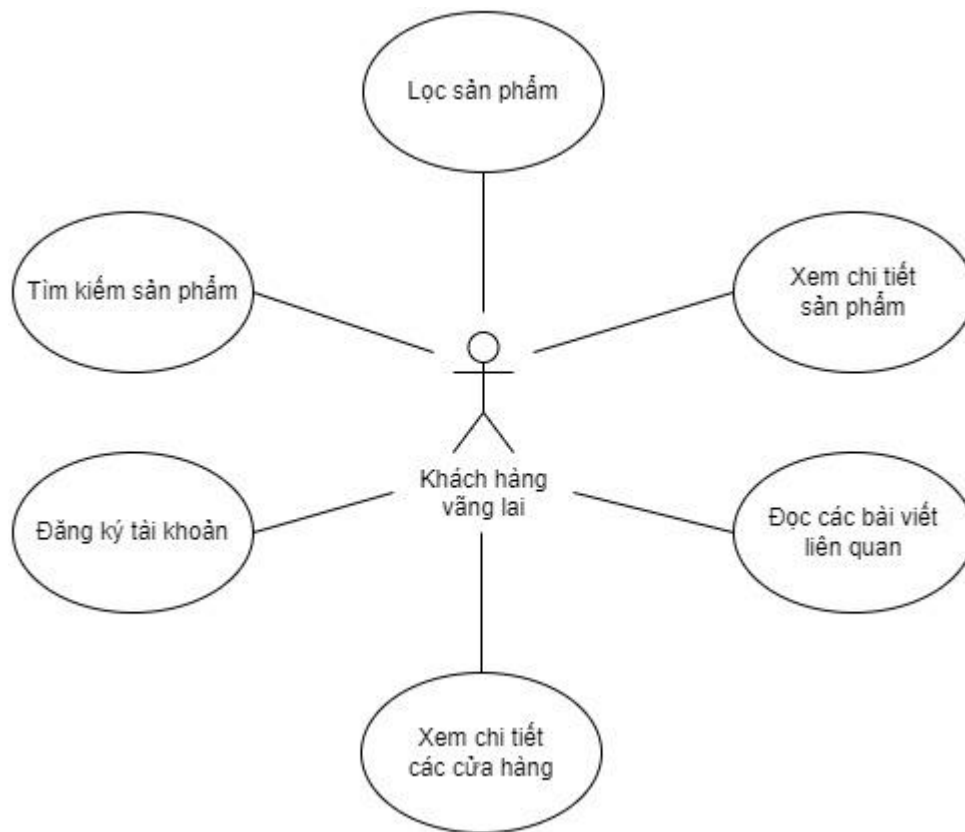 Lọc sản phẩm
Tìm kiếm sản phẩm
Xem chi tiết
sản phẩm
Khách hàng
vãng lai
Đăng ký tài khoản
Đọc các bài viết
liên quan
Xem chi tiết
các cửa hàng